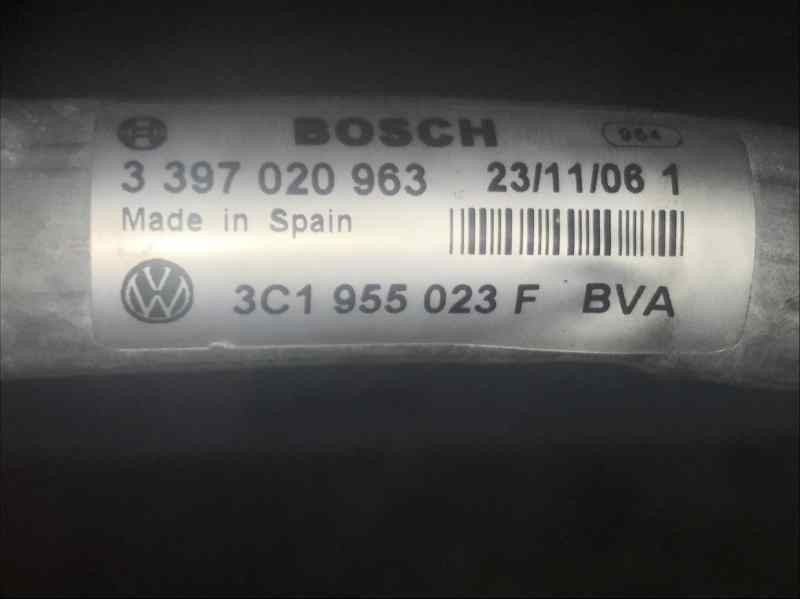 BOSCH 964
3 397 020 963 23/11/06 1
Made in Spain
3C1 955 023 F BVA